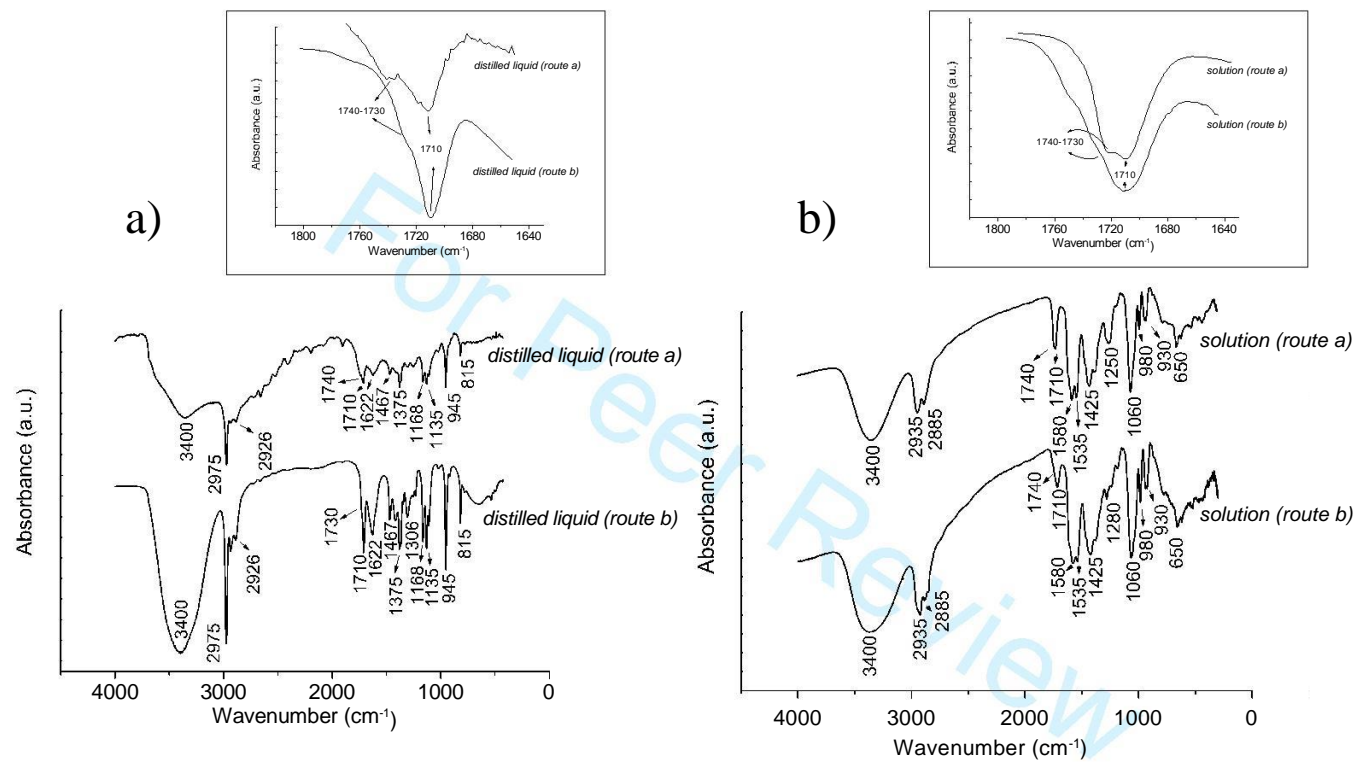 a)
Absorbance (a.u.)
distilled liquid (route a)
1740-1730
1710
distilled liquid (route b)
1800 1760 1720 1680 1640
Wavenumber (cm-1)
Absorbance (a.u.)
distilled liquid (route a)
3400 2975 2926 1740 1710 1622 1467 1375 1168 1135 945 815
distilled liquid (route b)
3400 2975 2926 1730 1710 1622 1467 1375 1306 1168 1135 945 815
4000 3000 2000 1000 0
Wavenumber (cm-1)
b)
Absorbance (a.u.)
solution (route a)
solution (route b)
1740-1730
1710
1800 1760 1720 1680 1640
Wavenumber (cm-1)
Absorbance (a.u.)
solution (route a)
3400 2935 2885 1740 1710 1580 1535 1425 1250 1060 980 930 650
solution (route b)
3400 2935 2885 1740 1710 1580 1535 1425 1280 1060 980 930 650
4000 3000 2000 1000 0
Wavenumber (cm-1)
For Peer Review